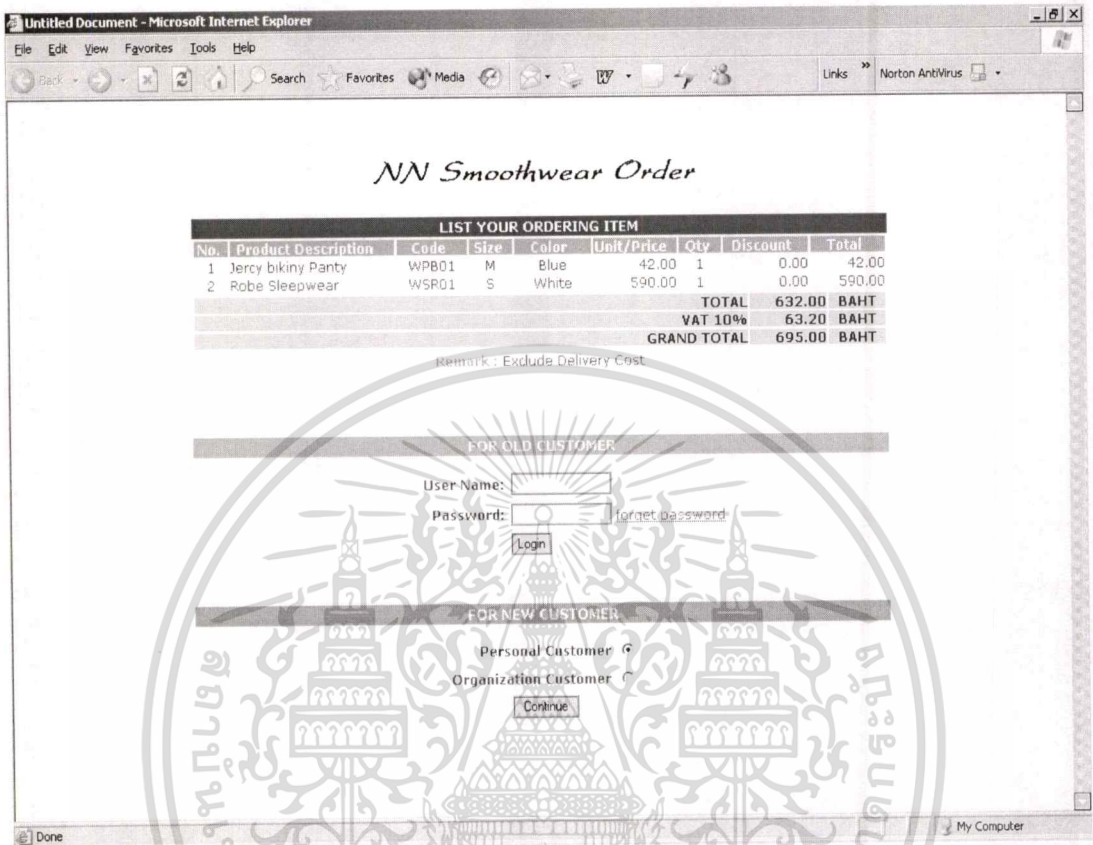 Untitled Document - Microsoft Internet Explorer
File Edit View Favorites Tools Help
Back Search Favorites Media Links » Norton AntiVirus
NN Smoothwear Order
LIST YOUR ORDERING ITEM
No. Product Description Code Size Color Unit/Price Qty Discount Total
1 Jercy bikiny Panty WPB01 M Blue 42.00 1 0.00 42.00
2 Robe Sleepwear WSR01 S White 590.00 1 0.00 590.00
TOTAL 632.00 BAHT
VAT 10% 63.20 BAHT
GRAND TOTAL 695.00 BAHT
Remark : Exclude Delivery Cost
FOR OLD CUSTOMER
User Name:
Password: forget password
Login
FOR NEW CUSTOMER
Personal Customer
Organization Customer
Continue
Done My Computer